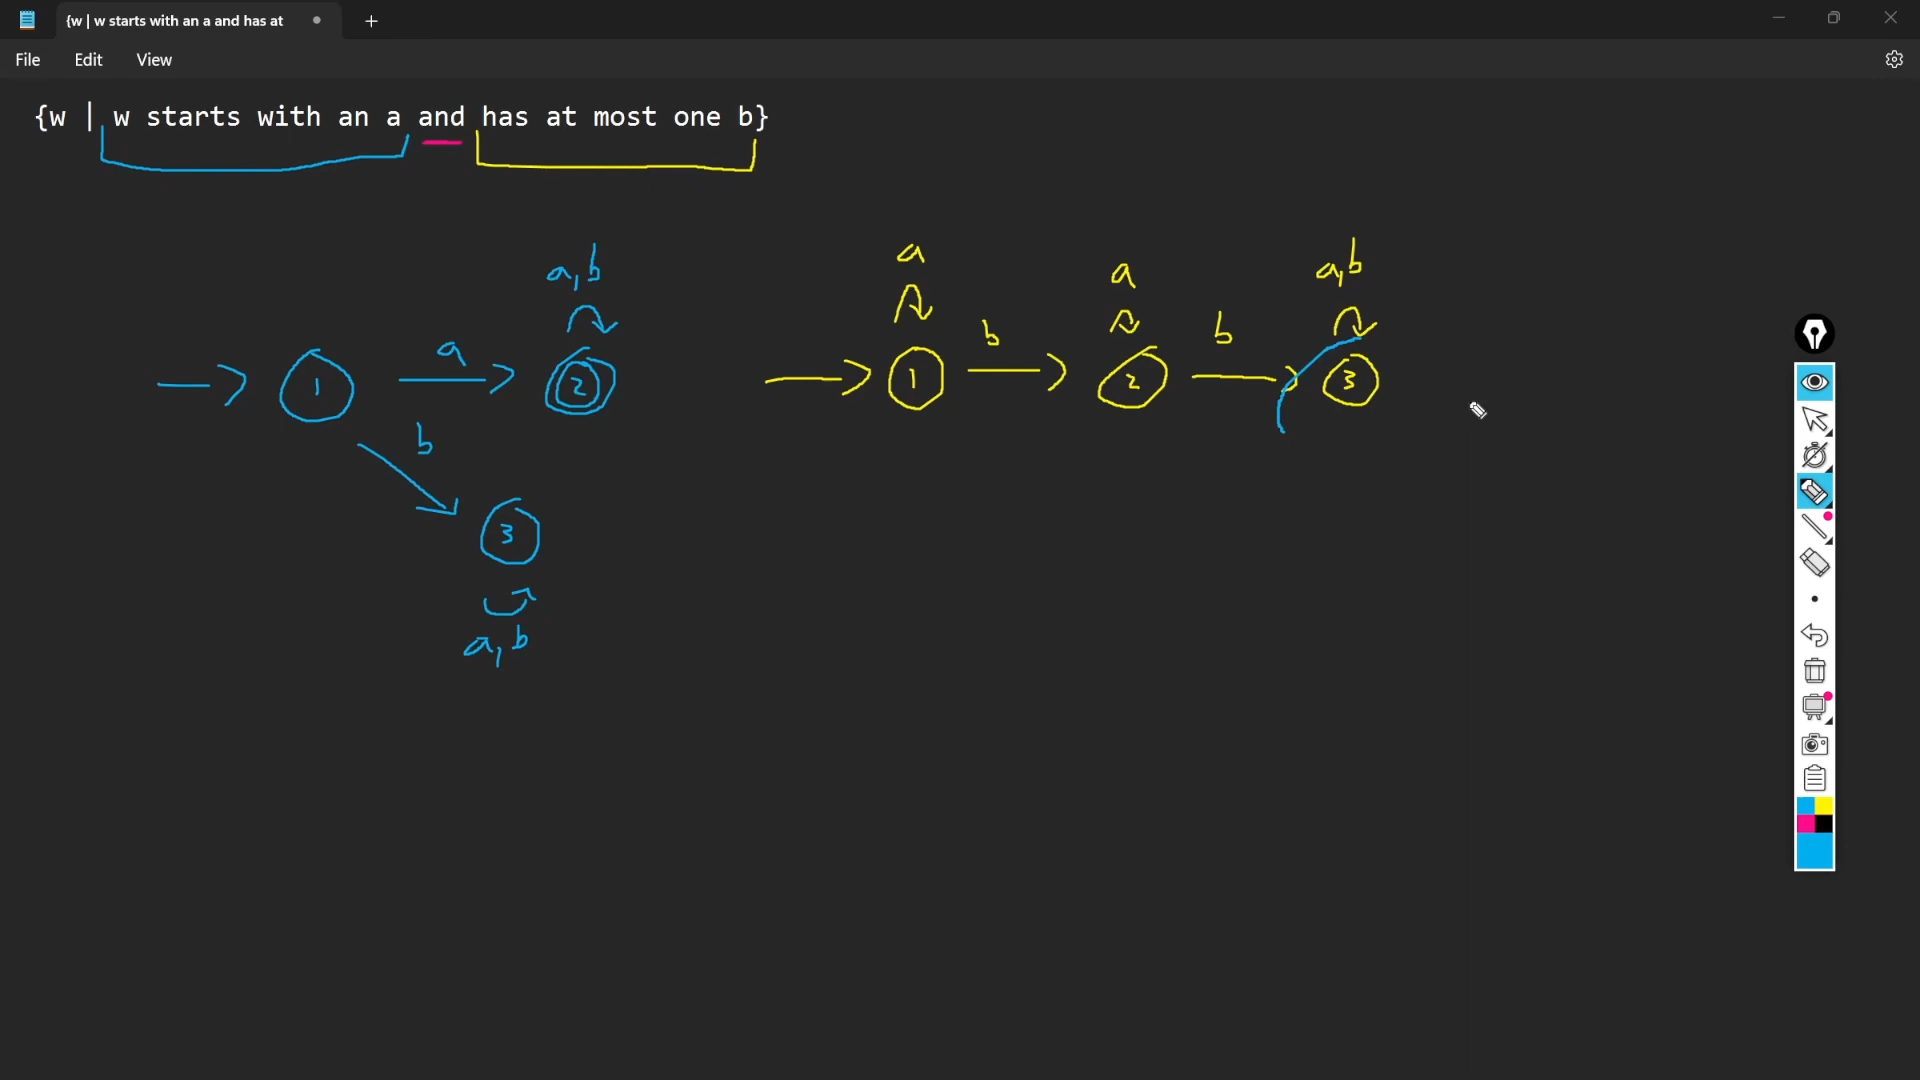 {w | w starts with an a and has at
File Edit View
{w | w starts with an a and has at most one b}
a, b
a
1
2
b
3
a, b
a
a
a,b
b
b
1
2
3